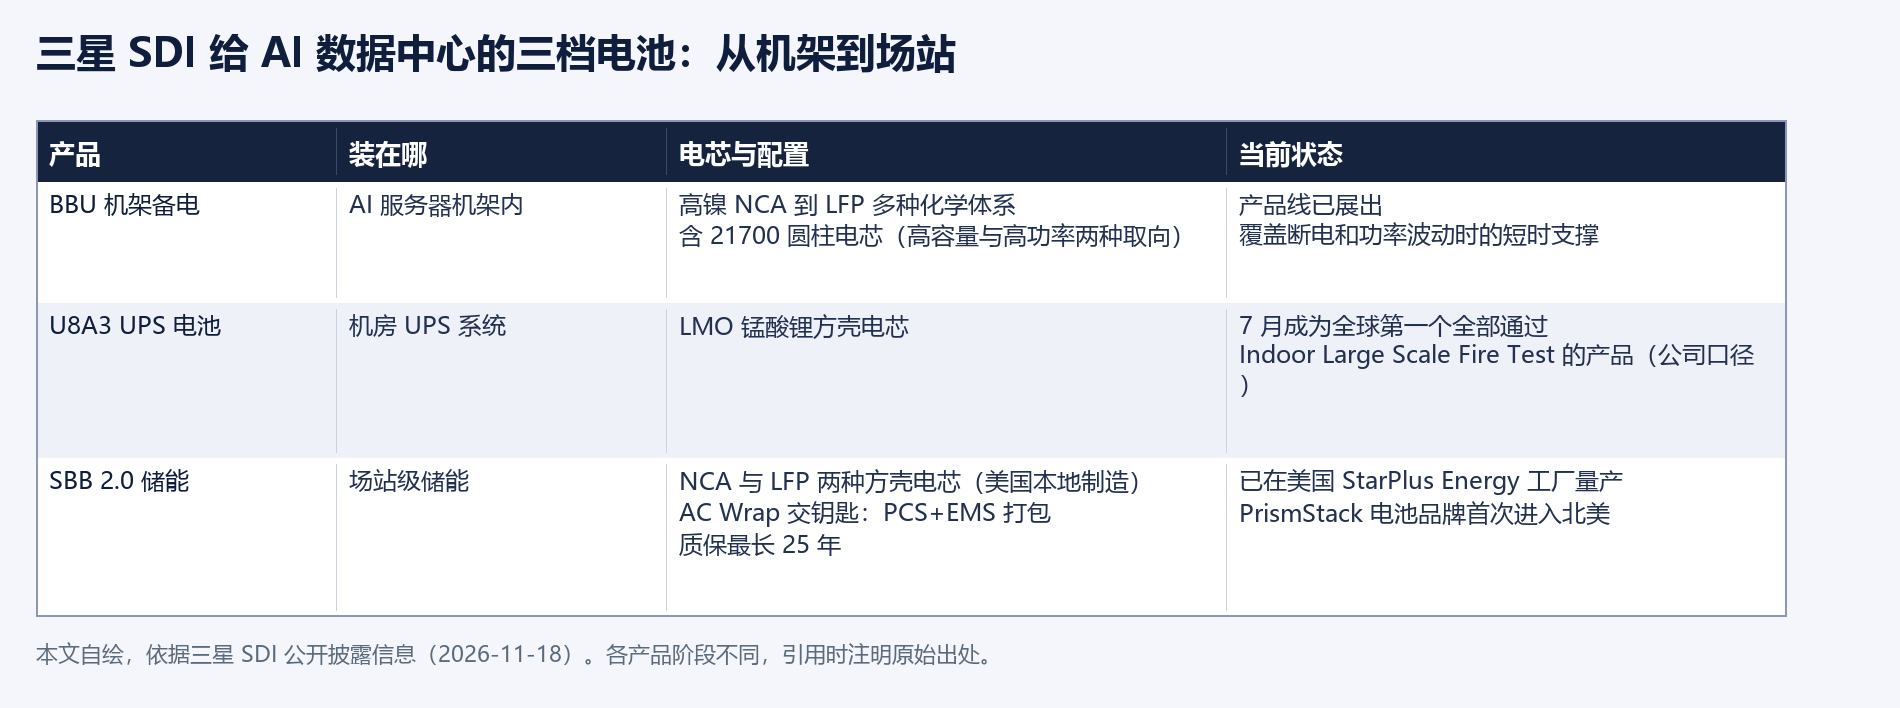 三星 SDI 给 AI 数据中心的三档电池：从机架到场站
产品 装在哪 电芯与配置 当前状态
BBU 机架备电 AI 服务器机架内 高镍 NCA 到 LFP 多种化学体系 产品线已展出
含 21700 圆柱电芯（高容量与高功率两种取向） 覆盖断电和功率波动时的短时支撑
U8A3 UPS 电池 机房 UPS 系统 LMO 锰酸锂方壳电芯 7 月成为全球第一个全部通过
Indoor Large Scale Fire Test 的产品（公司口径
）
SBB 2.0 储能 场站级储能 NCA 与 LFP 两种方壳电芯（美国本地制造） 已在美国 StarPlus Energy 工厂量产
AC Wrap 交钥匙：PCS+EMS 打包 PrismStack 电池品牌首次进入北美
质保最长 25 年
本文自绘，依据三星 SDI 公开披露信息（2026-11-18）。各产品阶段不同，引用时注明原始出处。